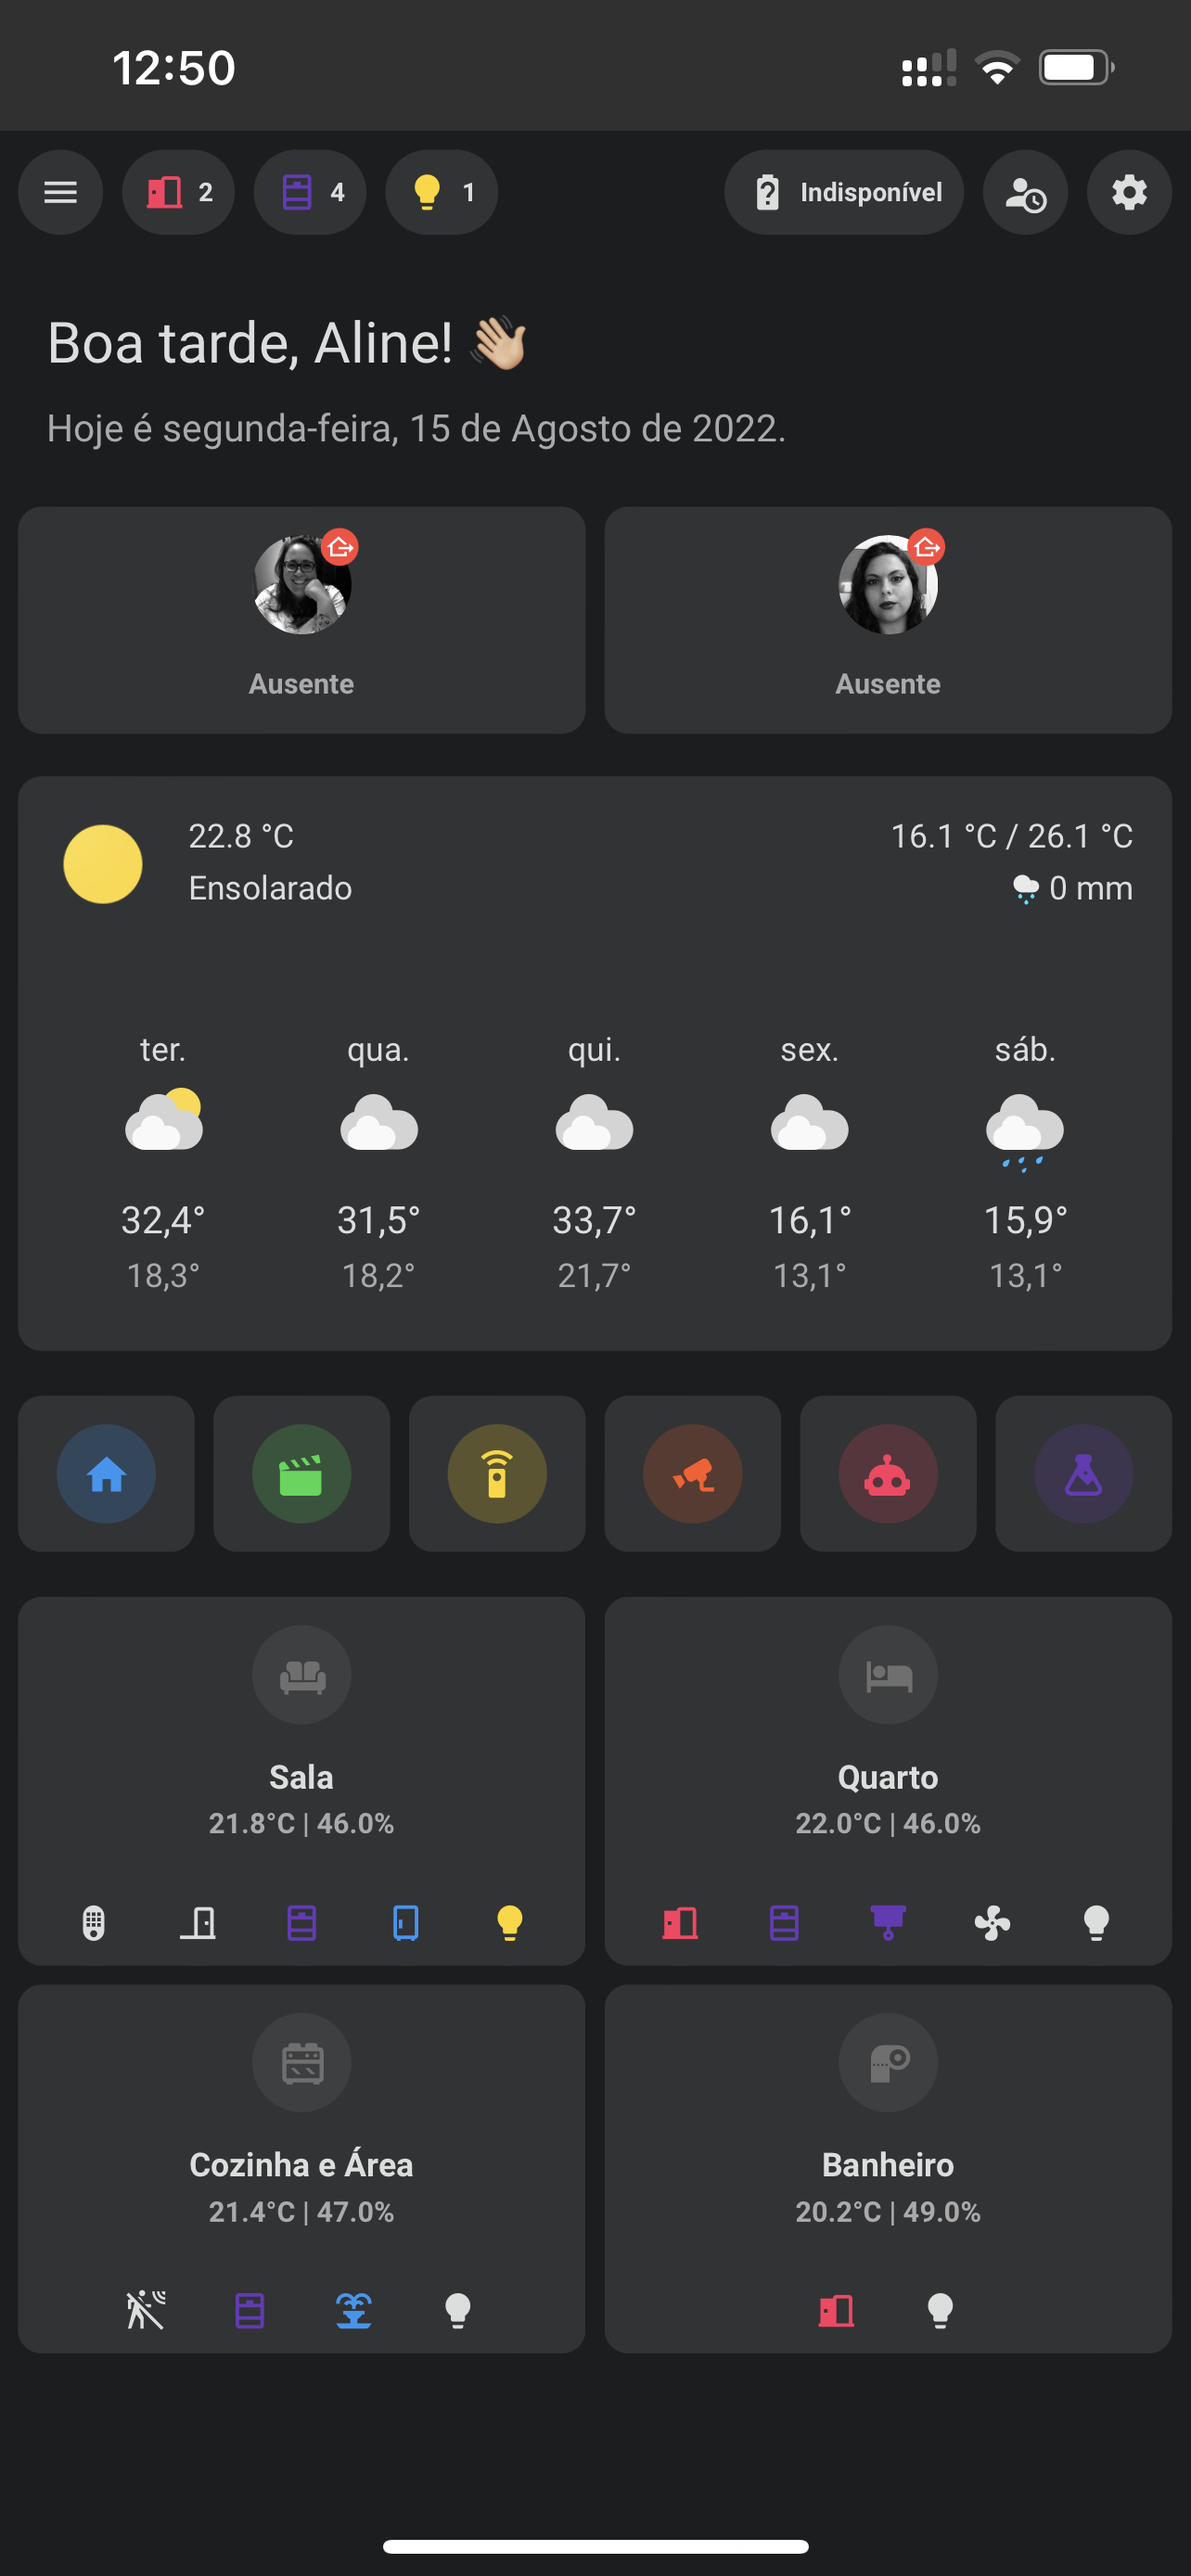 12:50
2
4
1
Indisponível
Boa tarde, Aline! 👋🏼
Hoje é segunda-feira, 15 de Agosto de 2022.
Ausente
Ausente
22.8 °C
16.1 °C / 26.1 °C
Ensolarado
0 mm
ter.
qua.
qui.
sex.
sáb.
32,4°
31,5°
33,7°
16,1°
15,9°
18,3°
18,2°
21,7°
13,1°
13,1°
Sala
21.8°C | 46.0%
Quarto
22.0°C | 46.0%
Cozinha e Área
21.4°C | 47.0%
Banheiro
20.2°C | 49.0%